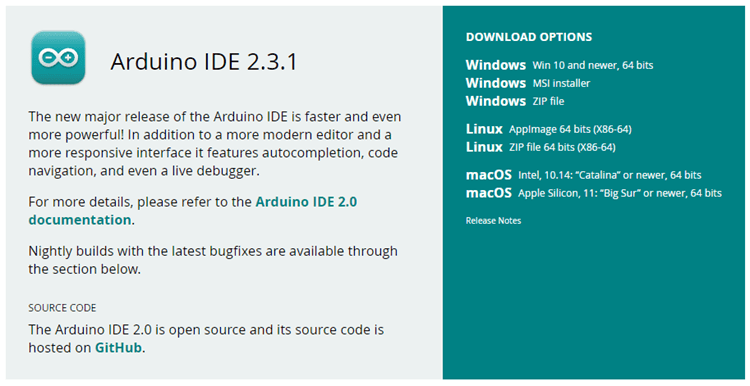 Arduino IDE 2.3.1
The new major release of the Arduino IDE is faster and even
more powerful! In addition to a more modern editor and a
more responsive interface it features autocompletion, code
navigation, and even a live debugger.
For more details, please refer to the Arduino IDE 2.0
documentation.
Nightly builds with the latest bugfixes are available through
the section below.
SOURCE CODE
The Arduino IDE 2.0 is open source and its source code is
hosted on GitHub.
DOWNLOAD OPTIONS
Windows Win 10 and newer, 64 bits
Windows MSI installer
Windows ZIP file
Linux AppImage 64 bits (X86-64)
Linux ZIP file 64 bits (X86-64)
macOS Intel, 10.14: “Catalina” or newer, 64 bits
macOS Apple Silicon, 11: “Big Sur” or newer, 64 bits
Release Notes